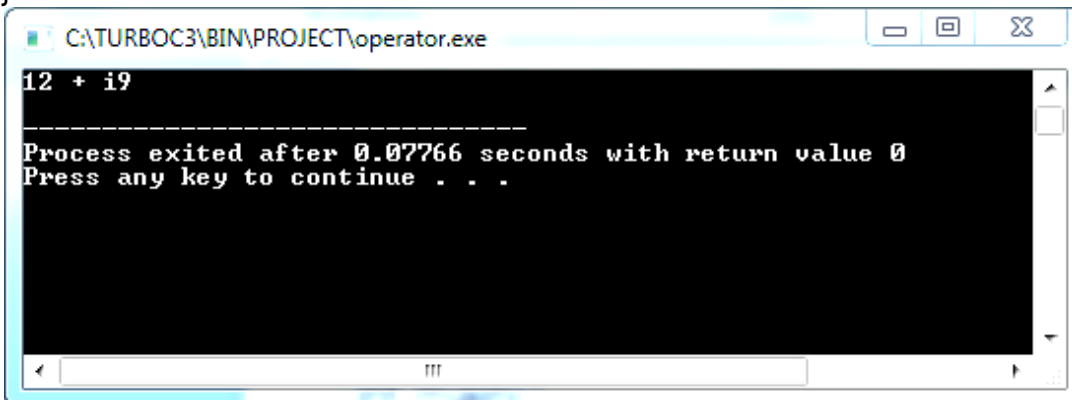 }
C:\TURBOC3\BIN\PROJECT\operator.exe
12 + i9
--------------------------------
Process exited after 0.07766 seconds with return value 0
Press any key to continue . . .